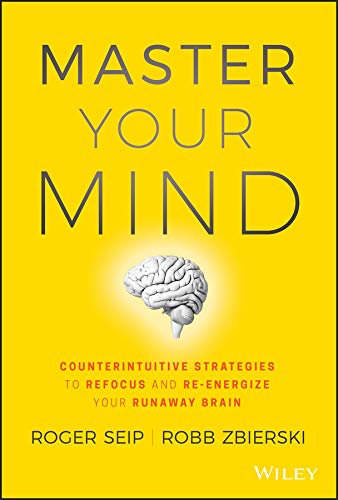 MASTER
YOUR
MIND
COUNTERINTUITIVE STRATEGIES
TO REFOCUS AND RE-ENERGIZE
YOUR RUNAWAY BRAIN
ROGER SEIP | ROBB ZBIERSKI
WILEY